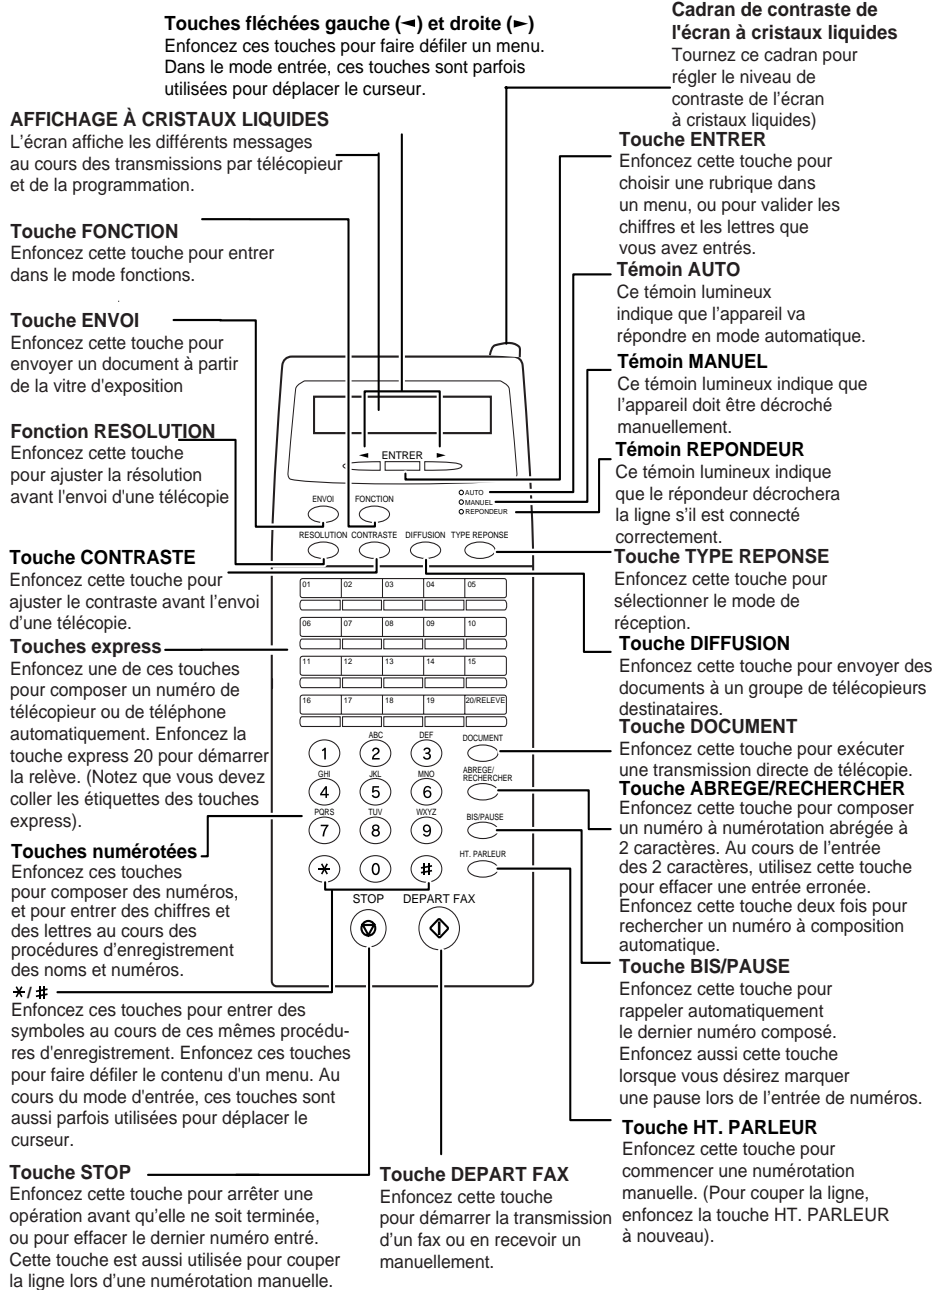 Touches fléchées gauche (◄) et droite (►)
Enfoncez ces touches pour faire défiler un menu.
Dans le mode entrée, ces touches sont parfois
utilisées pour déplacer le curseur.
Cadran de contraste de
l'écran à cristaux liquides
Tournez ce cadran pour
régler le niveau de
contraste de l'écran
à cristaux liquides)
AFFICHAGE À CRISTAUX LIQUIDES
L'écran affiche les différents messages
au cours des transmissions par télécopieur
et de la programmation.
Touche FONCTION
Enfoncez cette touche pour entrer
dans le mode fonctions.
Touche ENVOI
Enfoncez cette touche pour
envoyer un document à partir
de la vitre d'exposition
Fonction RESOLUTION
Enfoncez cette touche
pour ajuster la résolution
avant l'envoi d'une télécopie
Touche CONTRASTE
Enfoncez cette touche pour
ajuster le contraste avant l'envoi
d'une télécopie.
Touches express
Enfoncez une de ces touches
pour composer un numéro de
télécopieur ou de téléphone
automatiquement. Enfoncez la
touche express 20 pour démarrer
la relève. (Notez que vous devez
coller les étiquettes des touches
express).
Touches numérotées
Enfoncez ces touches
pour composer des numéros,
et pour entrer des chiffres et
des lettres au cours des
procédures d'enregistrement
des noms et numéros.
*/#
Enfoncez ces touches pour entrer des
symboles au cours de ces mêmes procédu-
res d'enregistrement. Enfoncez ces touches
pour faire défiler le contenu d'un menu. Au
cours du mode d'entrée, ces touches sont
aussi parfois utilisées pour déplacer le
curseur.
Touche STOP
Enfoncez cette touche pour arrêter une
opération avant qu'elle ne soit terminée,
ou pour effacer le dernier numéro entré.
Cette touche est aussi utilisée pour couper
la ligne lors d'une numérotation manuelle.
◄ ENTRER ►
ENVOI FONCTION
AUTO
MANUEL
REPONDEUR
RESOLUTION CONTRASTE DIFFUSION TYPE REPONSE
01 02 03 04 05
06 07 08 09 10
11 12 13 14 15
16 17 18 19 20/RELEVE
ABC DEF DOCUMENT
1 2 3
GHI JKL MNO ABREGE/
RECHERCHER
4 5 6
PQRS TUV WXYZ BIS/PAUSE
7 8 9
HT. PARLEUR
* 0 #
STOP DEPART FAX
Touche DEPART FAX
Enfoncez cette touche
pour démarrer la transmission
d'un fax ou en recevoir un
manuellement.
Touche ENTRER
Enfoncez cette touche pour
choisir une rubrique dans
un menu, ou pour valider les
chiffres et les lettres que
vous avez entrés.
Témoin AUTO
Ce témoin lumineux
indique que l'appareil va
répondre en mode automatique.
Témoin MANUEL
Ce témoin lumineux indique que
l'appareil doit être décroché
manuellement.
Témoin REPONDEUR
Ce témoin lumineux indique
que le répondeur décrochera
la ligne s'il est connecté
correctement.
Touche TYPE REPONSE
Enfoncez cette touche pour
sélectionner le mode de
réception.
Touche DIFFUSION
Enfoncez cette touche pour envoyer des
documents à un groupe de télécopieurs
destinataires.
Touche DOCUMENT
Enfoncez cette touche pour exécuter
une transmission directe de télécopie.
Touche ABREGE/RECHERCHER
Enfoncez cette touche pour composer
un numéro à numérotation abrégée à
2 caractères. Au cours de l'entrée
des 2 caractères, utilisez cette touche
pour effacer une entrée erronée.
Enfoncez cette touche deux fois pour
rechercher un numéro à composition
automatique.
Touche BIS/PAUSE
Enfoncez cette touche pour
rappeler automatiquement
le dernier numéro composé.
Enfoncez aussi cette touche
lorsque vous désirez marquer
une pause lors de l'entrée de numéros.
Touche HT. PARLEUR
Enfoncez cette touche pour
commencer une numérotation
manuelle. (Pour couper la ligne,
enfoncez la touche HT. PARLEUR
à nouveau).